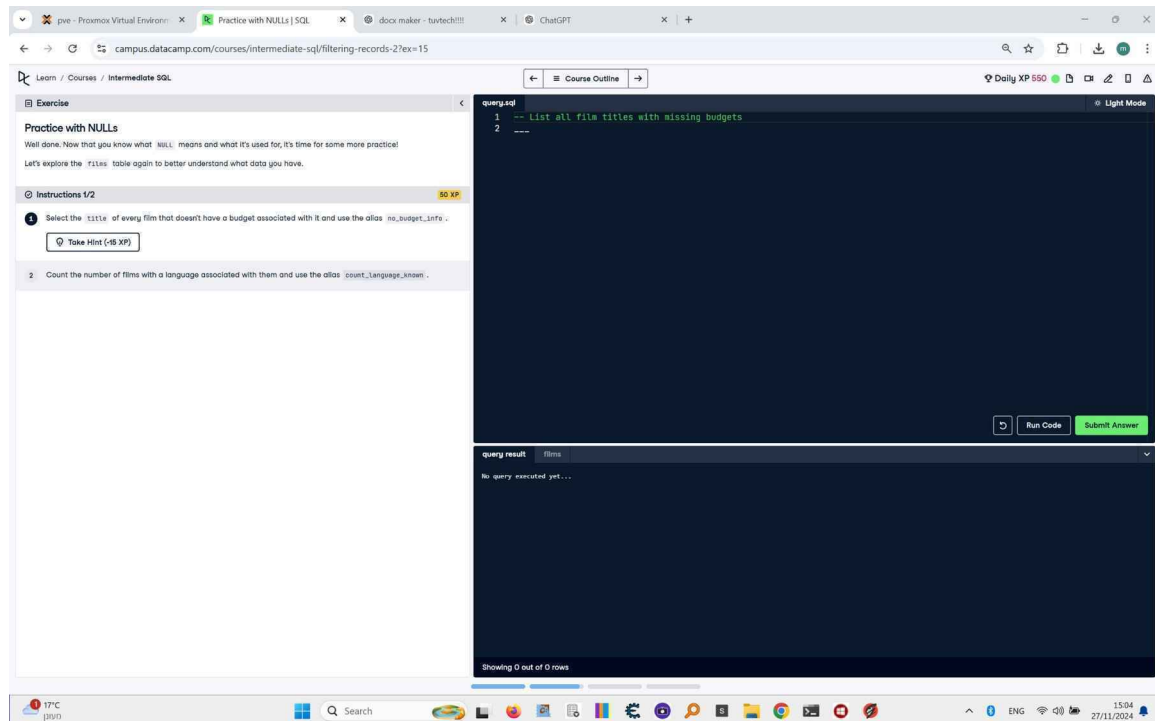 pve - Proxmox Virtual Environm
Practice with NULLs | SQL
docx maker - tuvtech!!!!
ChatGPT
campus.datacamp.com/courses/intermediate-sql/filtering-records-2?ex=15
m
Learn / Courses / Intermediate SQL
Course Outline
Daily XP 550
Exercise
Practice with NULLs
Well done. Now that you know what NULL means and what it's used for, it's time for some more practice!
Let's explore the films table again to better understand what data you have.
Instructions 1/2
50 XP
1 Select the title of every film that doesn't have a budget associated with it and use the alias no_budget_info .
Take Hint (-15 XP)
2 Count the number of films with a language associated with them and use the alias count_language_known .
query.sql
Light Mode
1 -- List all film titles with missing budgets
2 ___
Run Code
Submit Answer
query result
films
No query executed yet...
Showing 0 out of 0 rows
1
17°C
מעונן
Search
S
ENG
15:04
27/11/2024